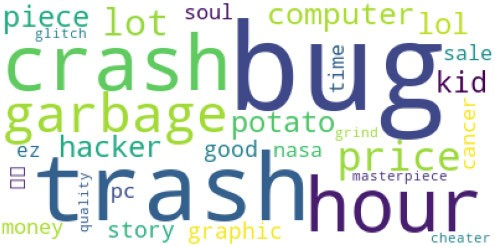 piece
lot
soul
computer
lol
glitch
crash
bug
time
sale
kid
garbage
potato
cancer
grind
ez
hacker
good
nasa
price
trash
hour
masterpiece
pc
quality
money
story
graphic
cheater